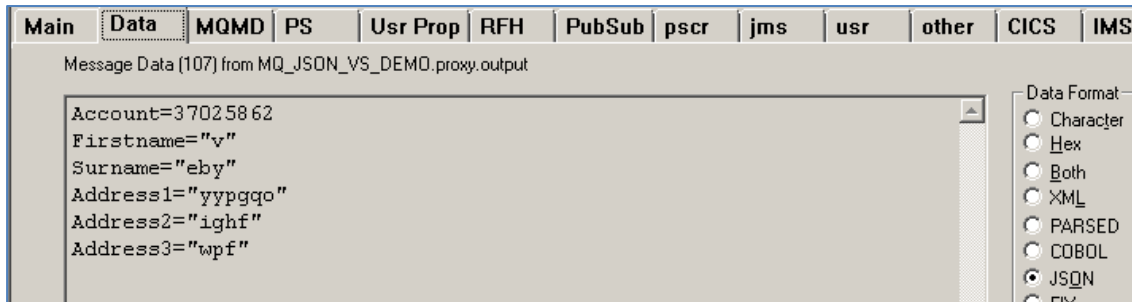 Main Data MQMD PS Usr Prop RFH PubSub pscr jms usr other CICS IMS
Message Data (107) from MQ_JSON_VS_DEMO.proxy.output
Data Format
Account=37025862
Firstname="v"
Surname="eby"
Address1="yypgqo"
Address2="ighf"
Address3="wpf"
Character
Hex
Both
XML
PARSED
COBOL
JSON